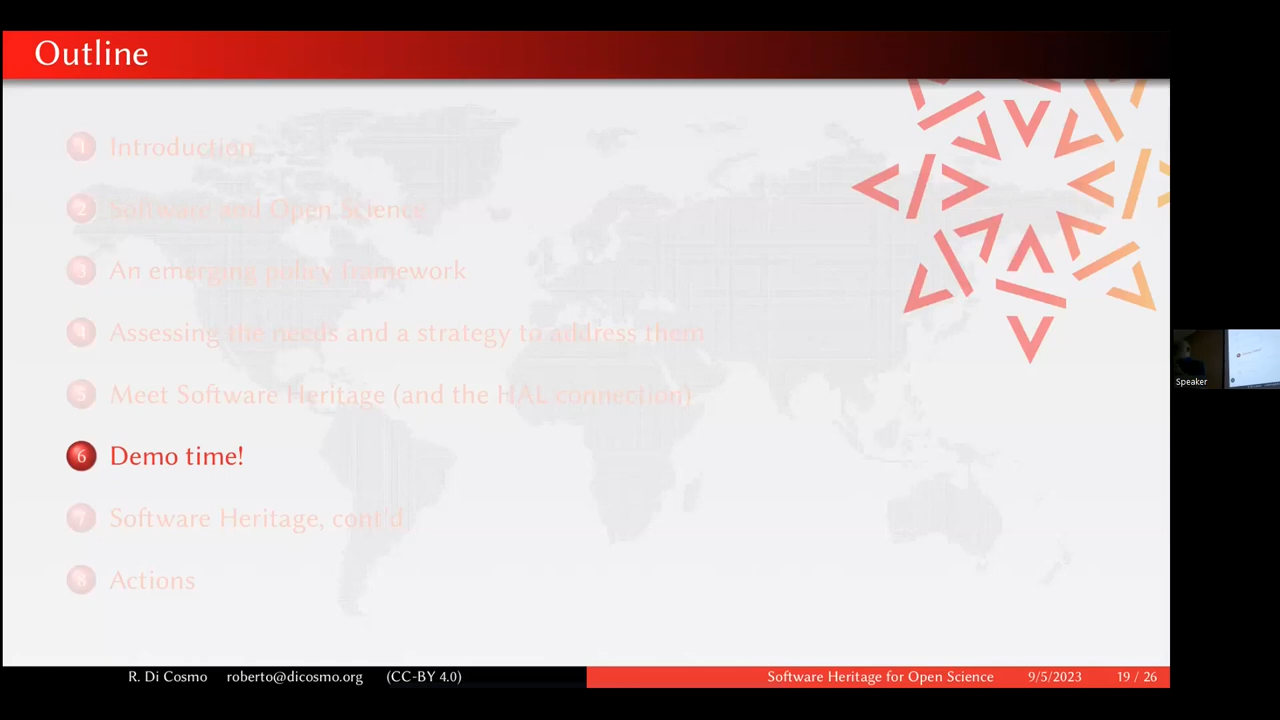 Outline
1 Introduction
2 Software and Open Science
3 An emerging policy framework
4 Assessing the needs and a strategy to address them
5 Meet Software Heritage (and the HAL connection)
6 Demo time!
7 Software Heritage, cont'd
8 Actions
Speaker
R. Di Cosmo roberto@dicosmo.org (CC-BY 4.0) Software Heritage for Open Science 9/5/2023 19 / 26